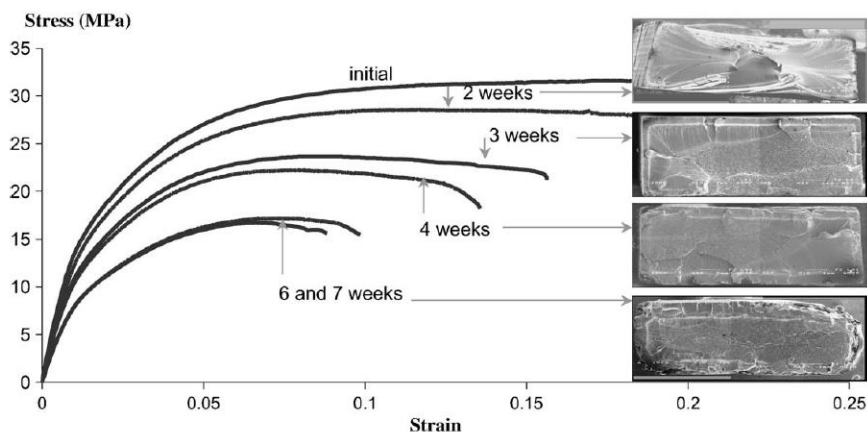 Stress (MPa)
35
30
25
20
15
10
5
0
initial
2 weeks
3 weeks
4 weeks
6 and 7 weeks
0
0.05
0.1
0.15
0.2
0.25
Strain